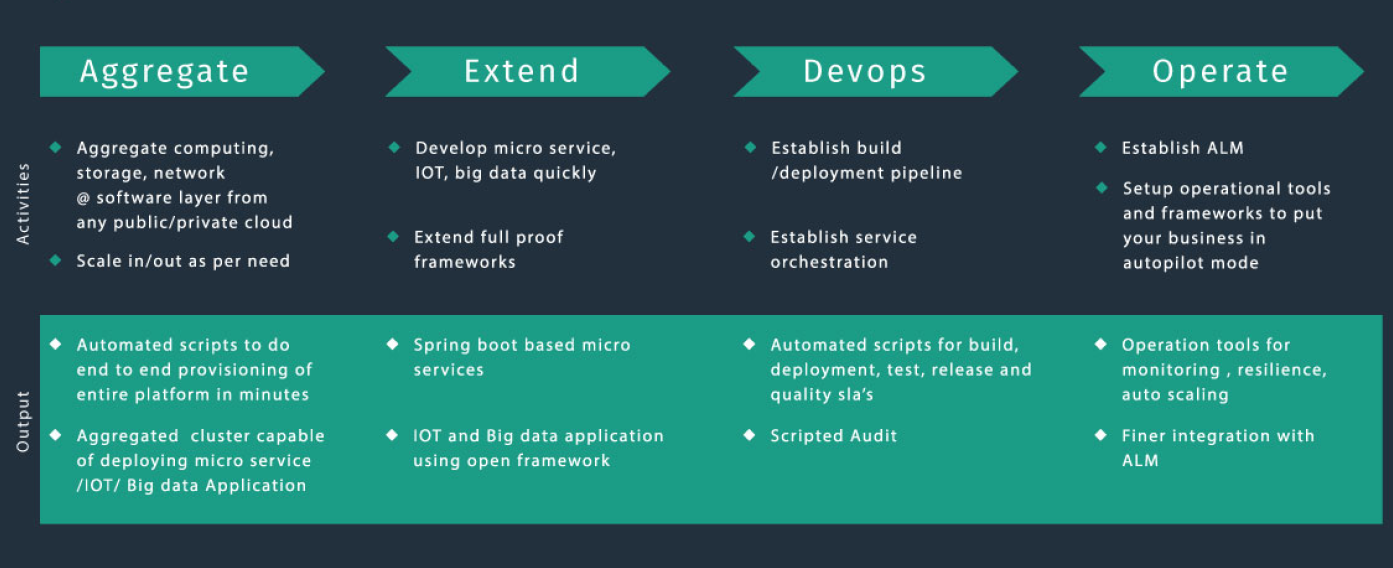 Aggregate
Extend
Devops
Operate
Activities
Aggregate computing,
storage, network
@ software layer from
any public/private cloud
Scale in/out as per need
Develop micro service,
IOT, big data quickly
Extend full proof
frameworks
Establish build
/deployment pipeline
Establish service
orchestration
Establish ALM
Setup operational tools
and frameworks to put
your business in
autopilot mode
Output
Automated scripts to do
end to end provisioning of
entire platform in minutes
Aggregated cluster capable
of deploying micro service
/IOT/ Big data Application
Spring boot based micro
services
IOT and Big data application
using open framework
Automated scripts for build,
deployment, test, release and
quality sla's
Scripted Audit
Operation tools for
monitoring , resilience,
auto scaling
Finer integration with
ALM